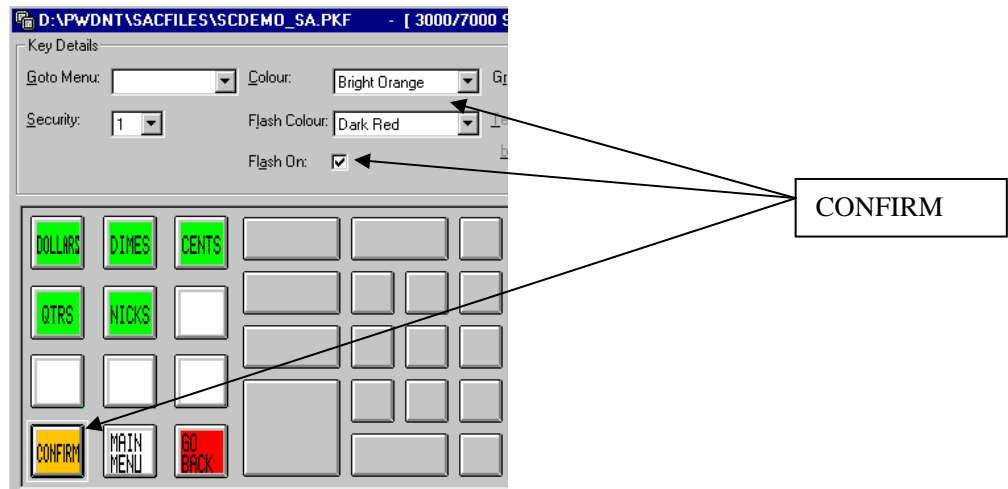 D:\PWDNT\SACFILES\SCDEMO_SA.PKF - [ 3000/7000 S
Key Details
Goto Menu:
Colour: Bright Orange
Security: 1
Flash Colour: Dark Red
Flash On:
CONFIRM
DOLLARS DIMES CENTS
QTRS NICKS
CONFIRM
MAIN
MENU
GO
BACK